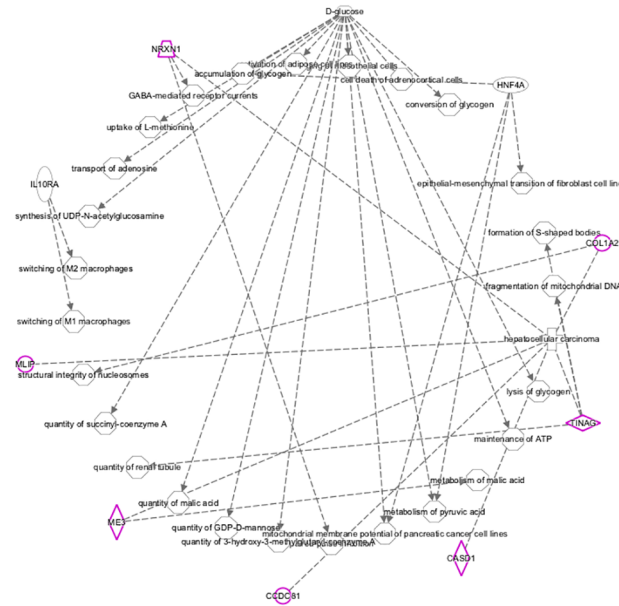 D-glucose
NRXN1
accumulation of glycogen
cell death of adrenocortical cells
HNF4A
GABA-mediated receptor currents
conversion of glycogen
uptake of L-methionine
transport of adenosine
IL10RA
epithelial-mesenchymal transition of fibroblast cell line
synthesis of UDP-N-acetylglucosamine
formation of S-shaped bodies
COL1A2
switching of M2 macrophages
fragmentation of mitochondrial DNA
switching of M1 macrophages
hepatocellular carcinoma
MLIP
structural integrity of nucleosomes
lysis of glycogen
quantity of succinyl-coenzyme A
TINAG
maintenance of ATP
quantity of renal tubule
metabolism of malic acid
quantity of malic acid
metabolism of pyruvic acid
ME3
quantity of GDP-D-mannose
mitochondrial membrane potential of pancreatic cancer cell lines
quantity of 3-hydroxy-3-methylglutaryl-coenzyme A
CASD1
CCDC81